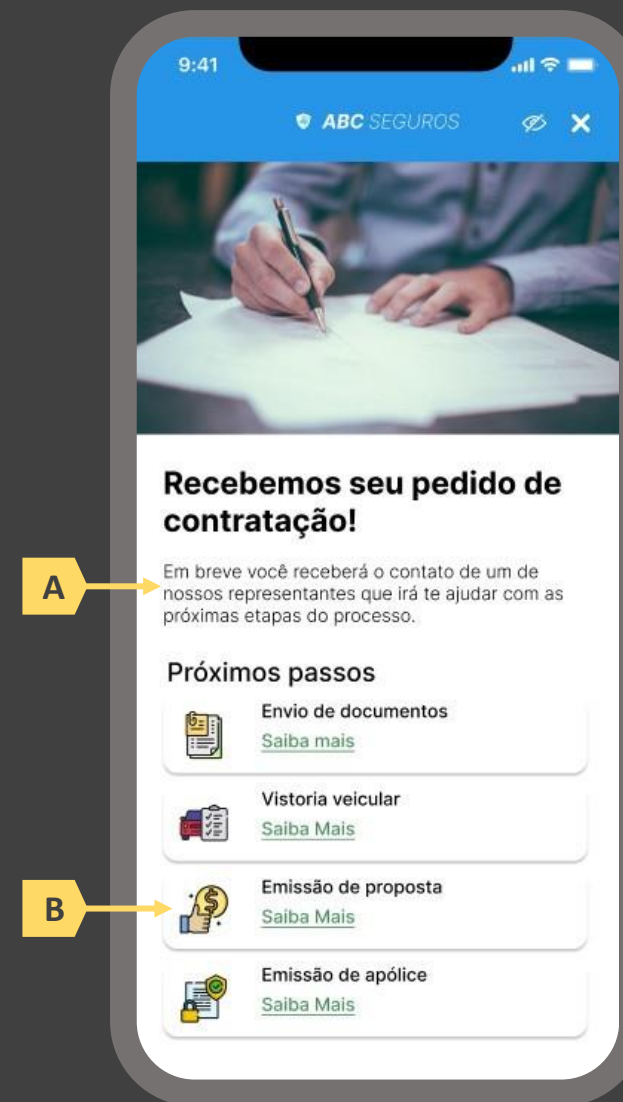 9:41
ABC SEGUROS
Recebemos seu pedido de
contratação!
A
Em breve você receberá o contato de um de
nossos representantes que irá te ajudar com as
próximas etapas do processo.
Próximos passos
Envio de documentos
Saiba mais
Vistoria veicular
Saiba Mais
B
Emissão de proposta
Saiba Mais
Emissão de apólice
Saiba Mais